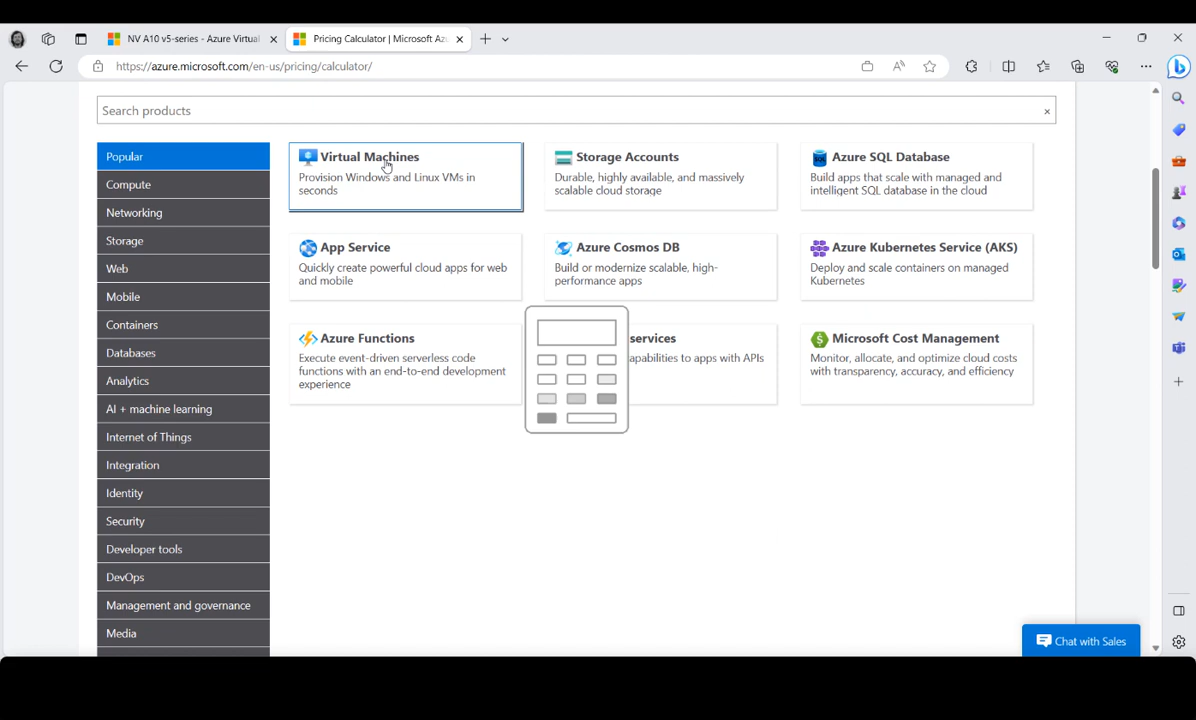 NV A10 v5-series - Azure Virtual
Pricing Calculator | Microsoft Az
https://azure.microsoft.com/en-us/pricing/calculator/
Search products
Popular
Compute
Networking
Storage
Web
Mobile
Containers
Databases
Analytics
AI + machine learning
Internet of Things
Integration
Identity
Security
Developer tools
DevOps
Management and governance
Media
Virtual Machines
Provision Windows and Linux VMs in
seconds
Storage Accounts
Durable, highly available, and massively
scalable cloud storage
SQL
Azure SQL Database
Build apps that scale with managed and
intelligent SQL database in the cloud
App Service
Quickly create powerful cloud apps for web
and mobile
Azure Cosmos DB
Build or modernize scalable, high-
performance apps
Azure Kubernetes Service (AKS)
Deploy and scale containers on managed
Kubernetes
Azure Functions
Execute event-driven serverless code
functions with an end-to-end development
experience
services
capabilities to apps with APIs
Microsoft Cost Management
Monitor, allocate, and optimize cloud costs
with transparency, accuracy, and efficiency
Chat with Sales